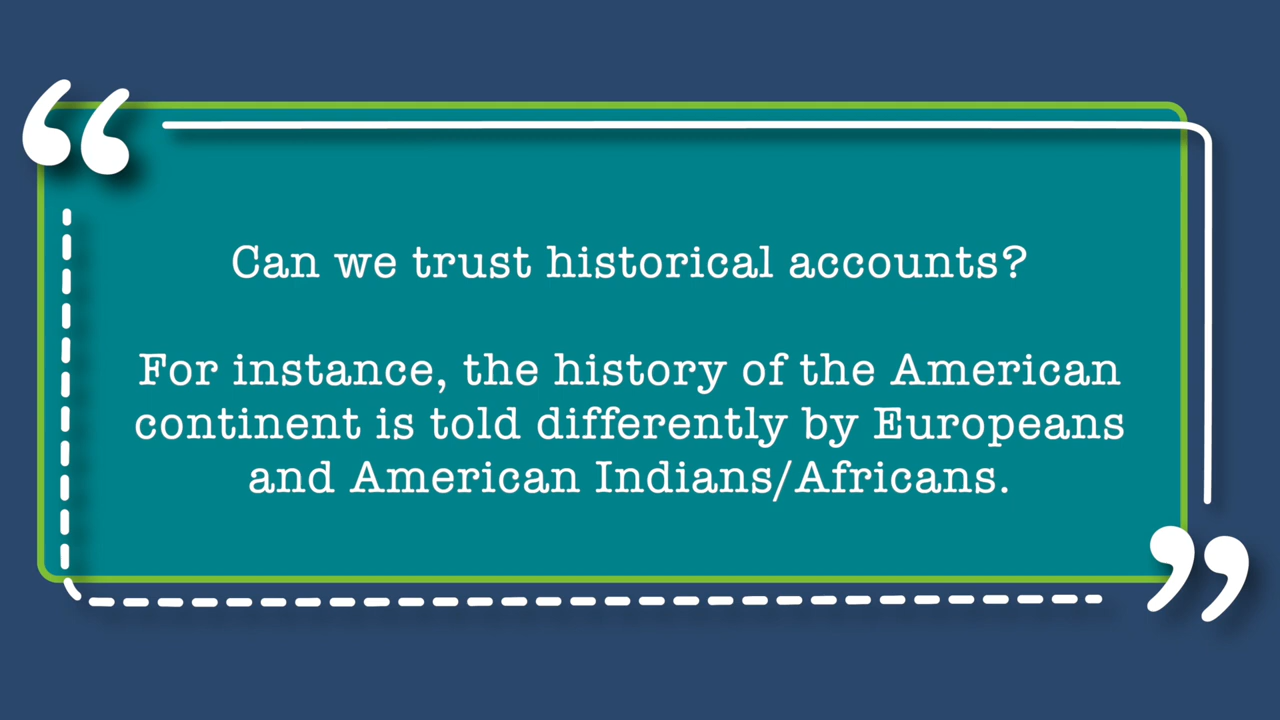 Can we trust historical accounts?
For instance, the history of the American
continent is told differently by Europeans
and American Indians/Africans.